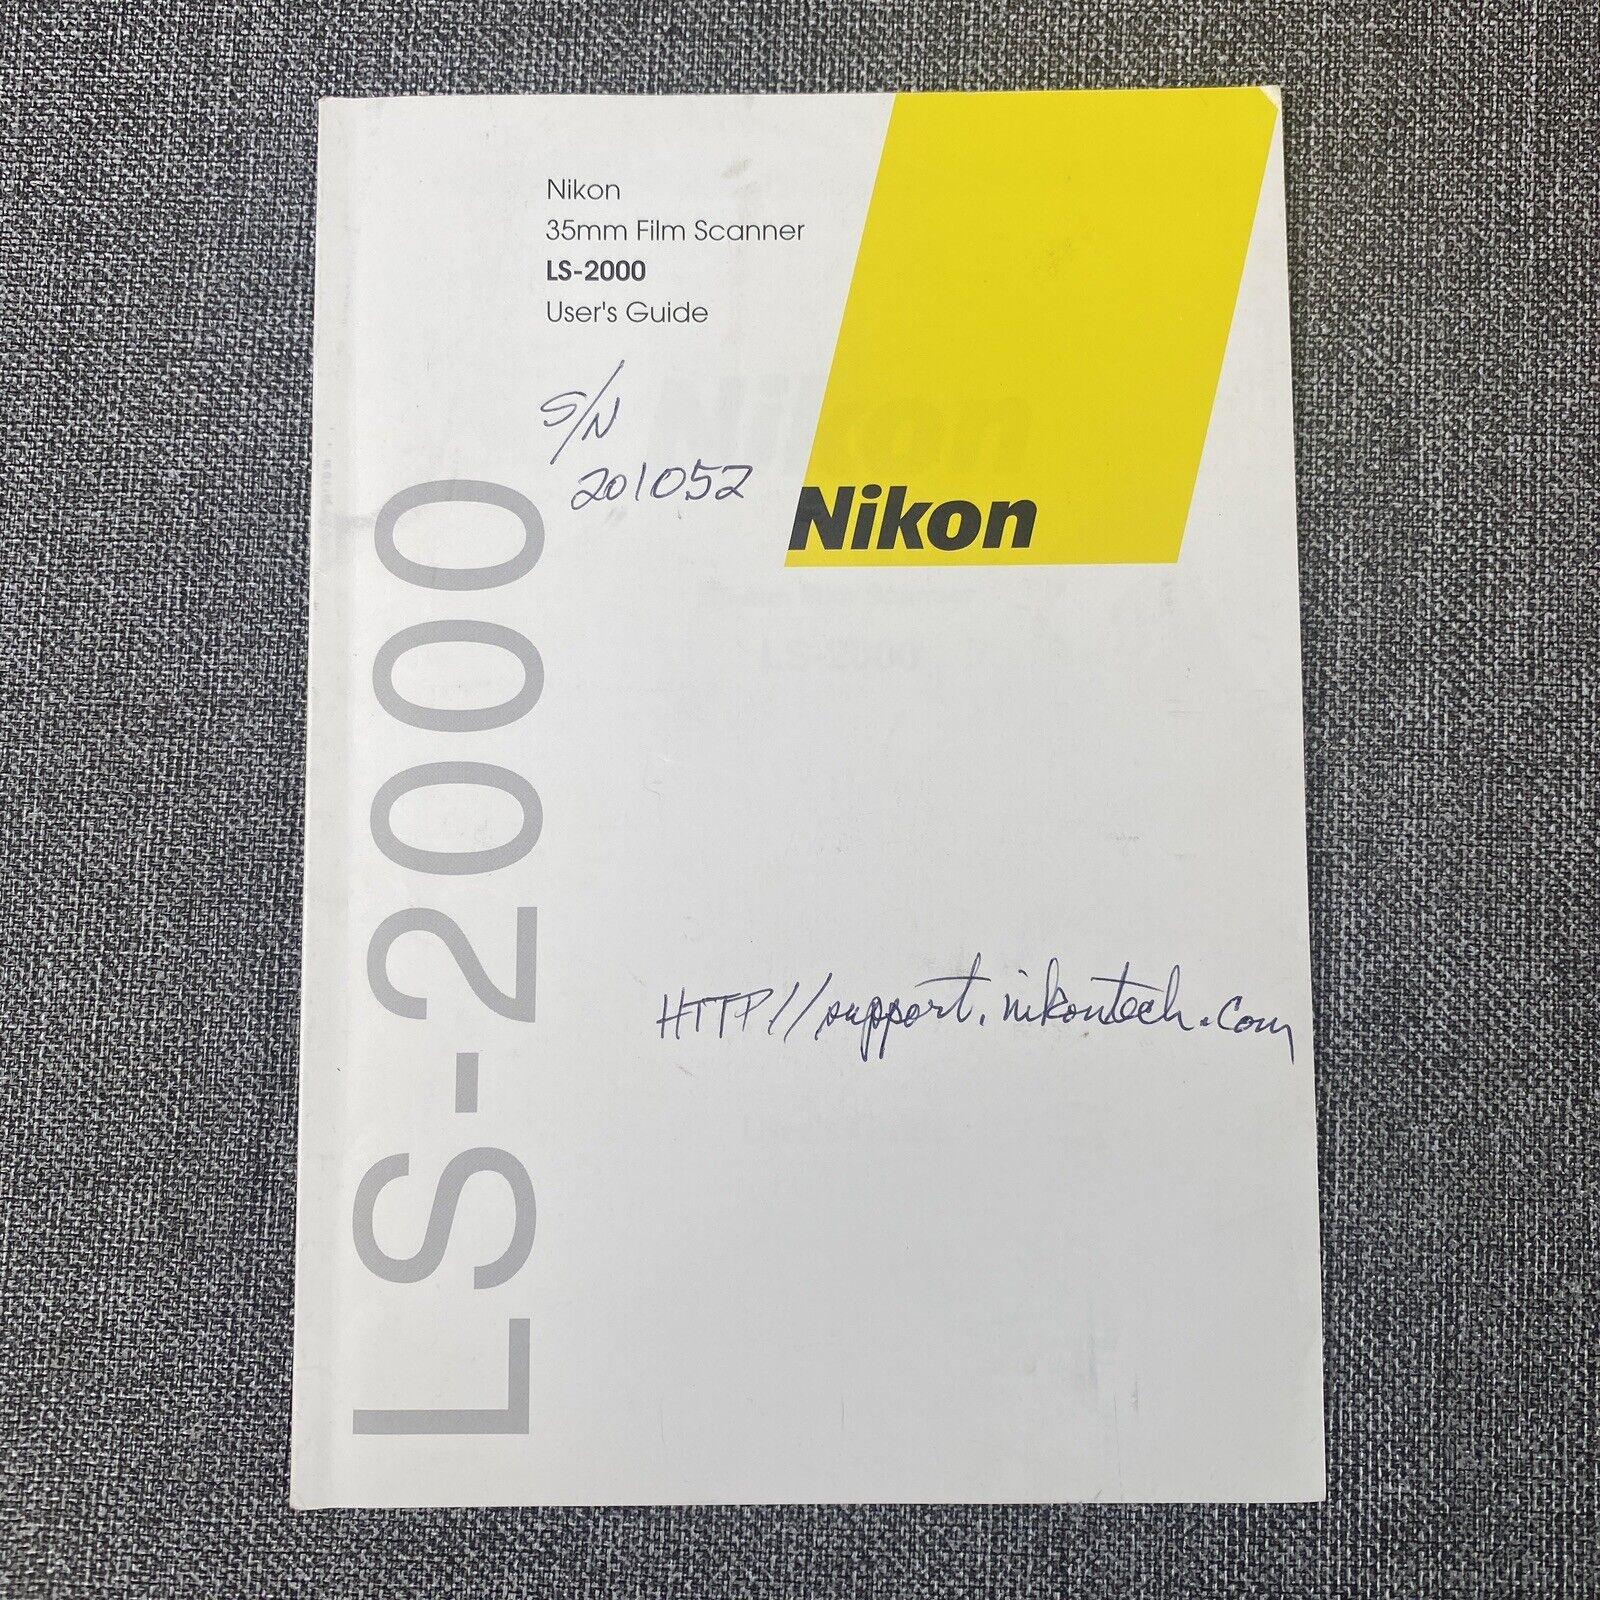 Nikon
35mm Film Scanner
LS-2000
User's Guide
S/N
201052
Nikon
LS-2000
HTTP//support.nikontech.com